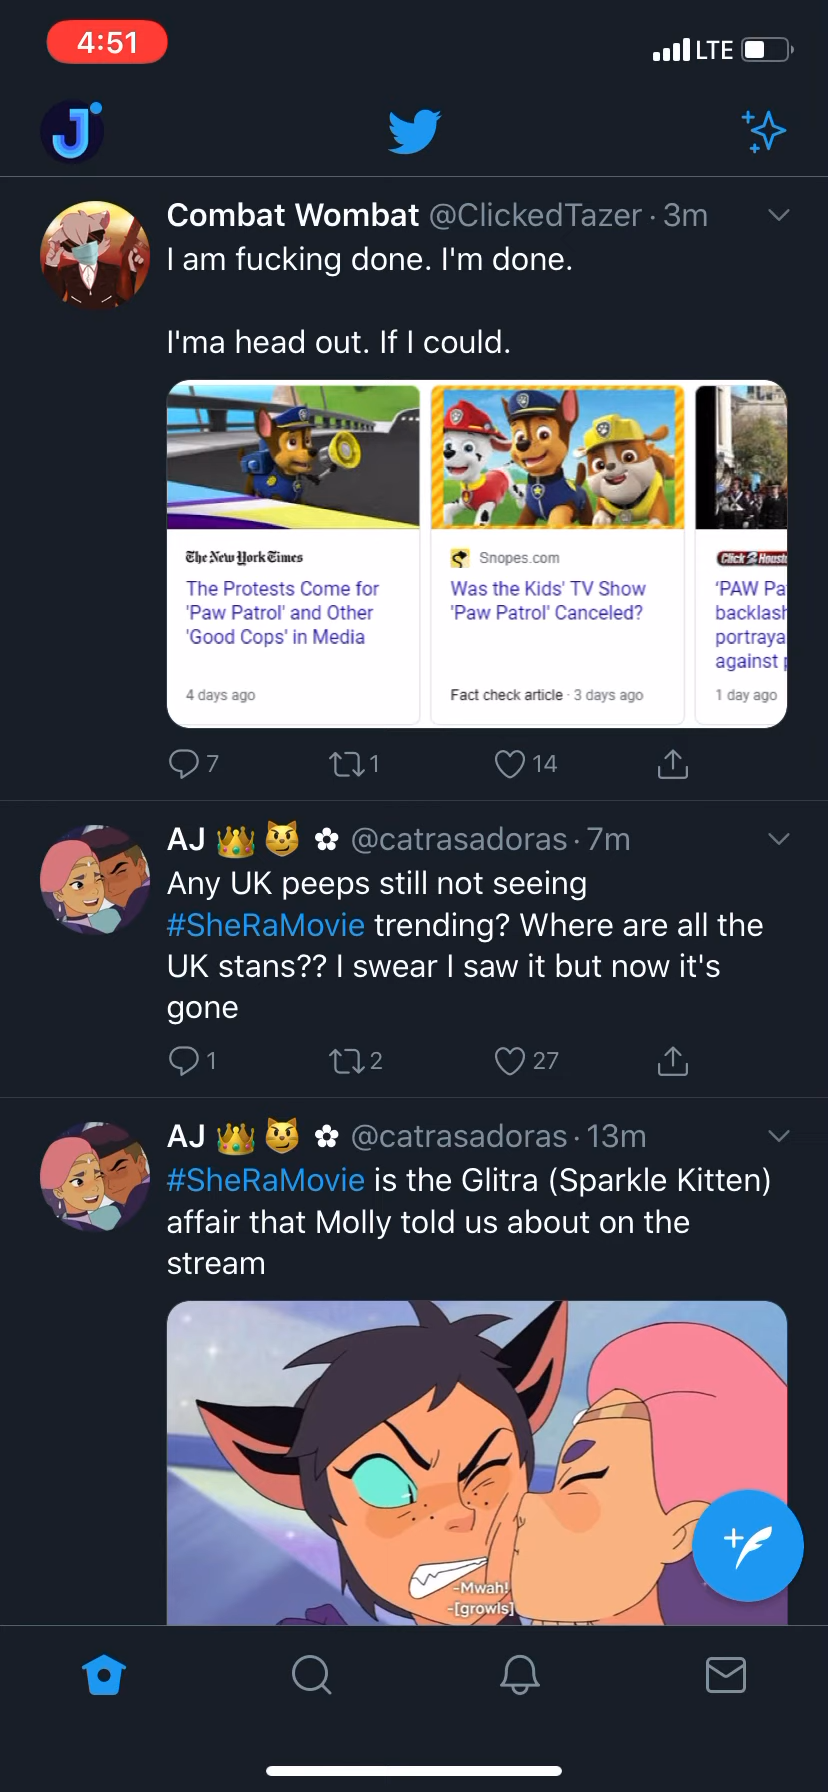 4:51
LTE
J
Combat Wombat @ClickedTazer · 3m
I am fucking done. I'm done.
I'ma head out. If I could.
The New York Times
The Protests Come for
'Paw Patrol' and Other
'Good Cops' in Media
4 days ago
Snopes.com
Was the Kids' TV Show
'Paw Patrol' Canceled?
Fact check article · 3 days ago
Click 2
'PAW
backlash
against
1 day ago
7
1
14
AJ 👑😼✿ @catrasadoras · 7m
Any UK peeps still not seeing
#SheRaMovie trending? Where are all the
UK stans?? I swear I saw it but now it's
gone
1
2
27
AJ 👑😼✿ @catrasadoras · 13m
#SheRaMovie is the Glitra (Sparkle Kitten)
affair that Molly told us about on the
stream
-Mwah!
-[growls]